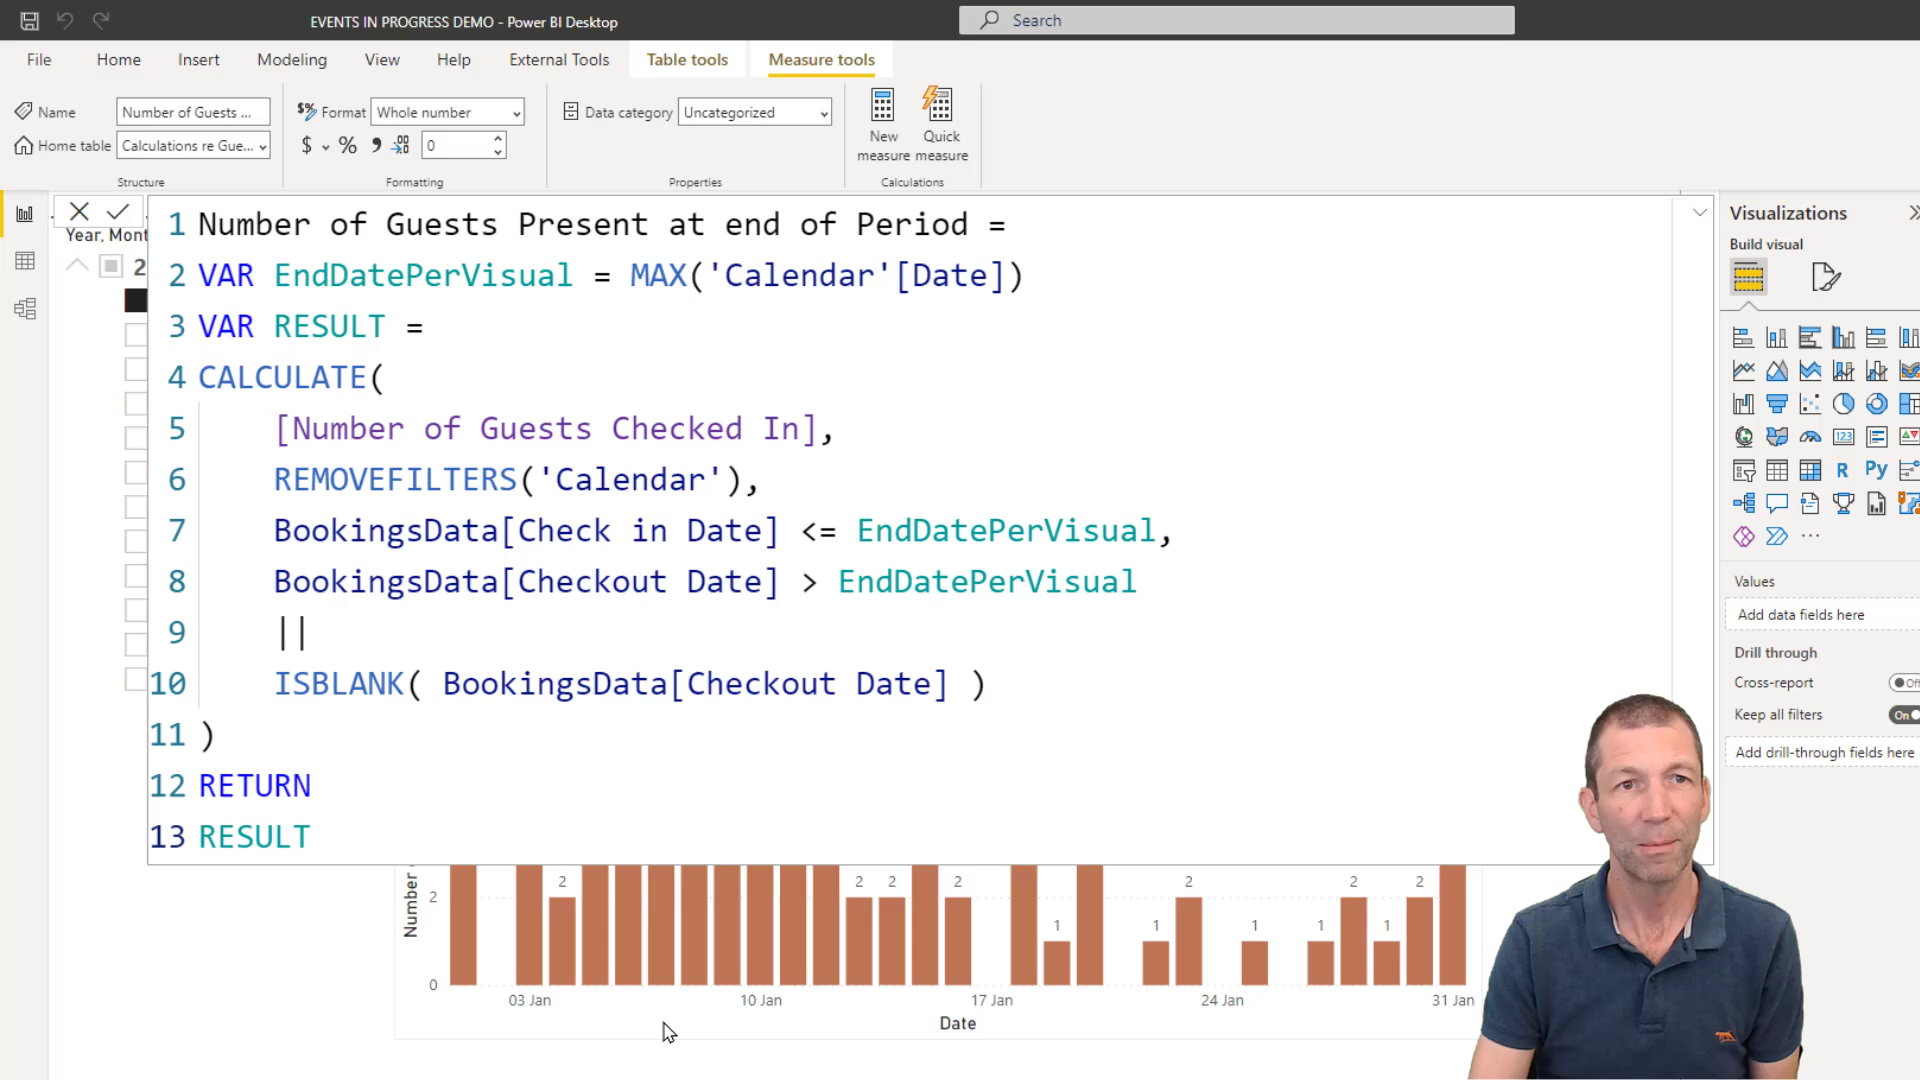 EVENTS IN PROGRESS DEMO - Power BI Desktop
Search
File Home Insert Modeling View Help External Tools Table tools Measure tools
Name Number of Guests ...
Home table Calculations re Gue...
Structure
Format Whole number
$ % 0
Formatting
Data category Uncategorized
Properties
New measure
Quick measure
Calculations
Year, Mont
2
1 Number of Guests Present at end of Period =
2 VAR EndDatePerVisual = MAX('Calendar'[Date])
3 VAR RESULT =
4 CALCULATE(
5 [Number of Guests Checked In],
6 REMOVEFILTERS('Calendar'),
7 BookingsData[Check in Date] <= EndDatePerVisual,
8 BookingsData[Checkout Date] > EndDatePerVisual
9 ||
10 ISBLANK( BookingsData[Checkout Date] )
11 )
12 RETURN
13 RESULT
Number
2
0
2 2 2 2 1 1 2 1 1 2 1 2
03 Jan 10 Jan 17 Jan 24 Jan 31 Jan
Date
Visualizations
Build visual
123
R Py
...
Values
Add data fields here
Drill through
Cross-report Off
Keep all filters On
Add drill-through fields here